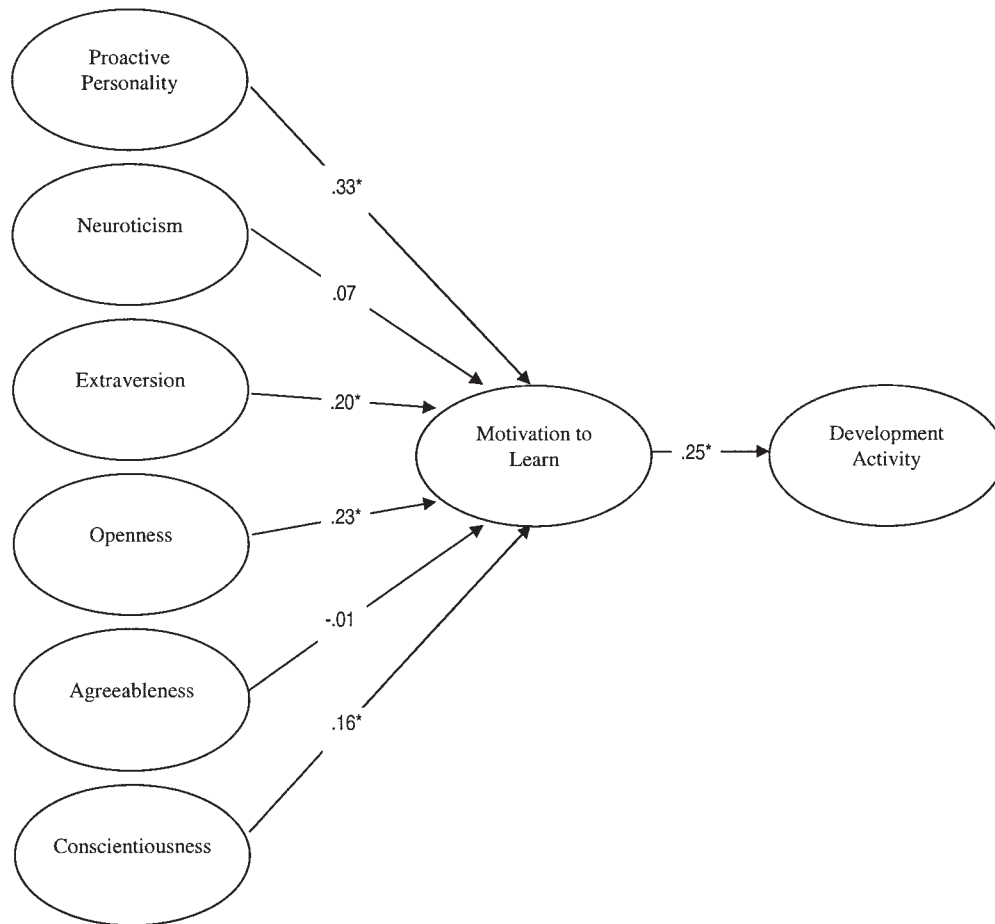 Proactive
Personality
.33*
Neuroticism
.07
Extraversion
.20*
Openness
.23*
Agreeableness
-.01
Conscientiousness
.16*
Motivation to
Learn
.25*
Development
Activity